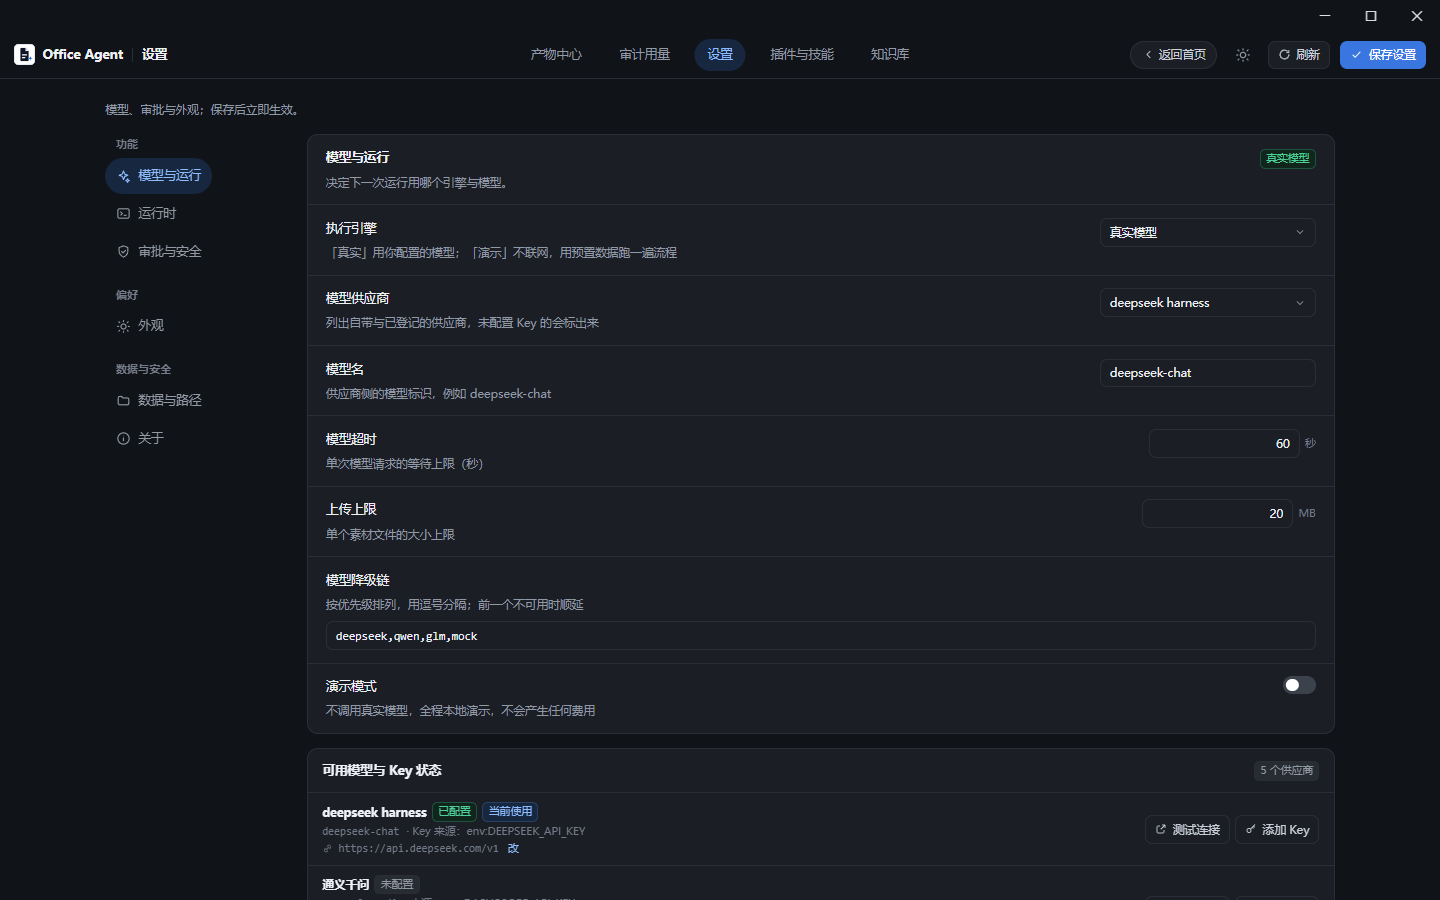 Office Agent
设置
产物中心
审计用量
设置
插件与技能
知识库
返回首页
刷新
保存设置
模型、审批与外观；保存后立即生效。
功能
模型与运行
运行时
审批与安全
偏好
外观
数据与安全
数据与路径
关于
模型与运行
真实模型
决定下一次运行用哪个引擎与模型。
执行引擎
真实模型
「真实」用你配置的模型；「演示」不联网，用预置数据跑一遍流程
模型供应商
deepseek harness
列出自带与已登记的供应商，未配置 Key 的会标出来
模型名
deepseek-chat
供应商侧的模型标识，例如 deepseek-chat
模型超时
60 秒
单次模型请求的等待上限（秒）
上传上限
20 MB
单个素材文件的大小上限
模型降级链
按优先级排列，用逗号分隔；前一个不可用时顺延
deepseek,qwen,glm,mock
演示模式
不调用真实模型，全程本地演示，不会产生任何费用
可用模型与 Key 状态
5 个供应商
deepseek harness 已配置 当前使用
deepseek-chat · Key 来源：env:DEEPSEEK_API_KEY
https://api.deepseek.com/v1 改
测试连接
添加 Key
通义千问 未配置